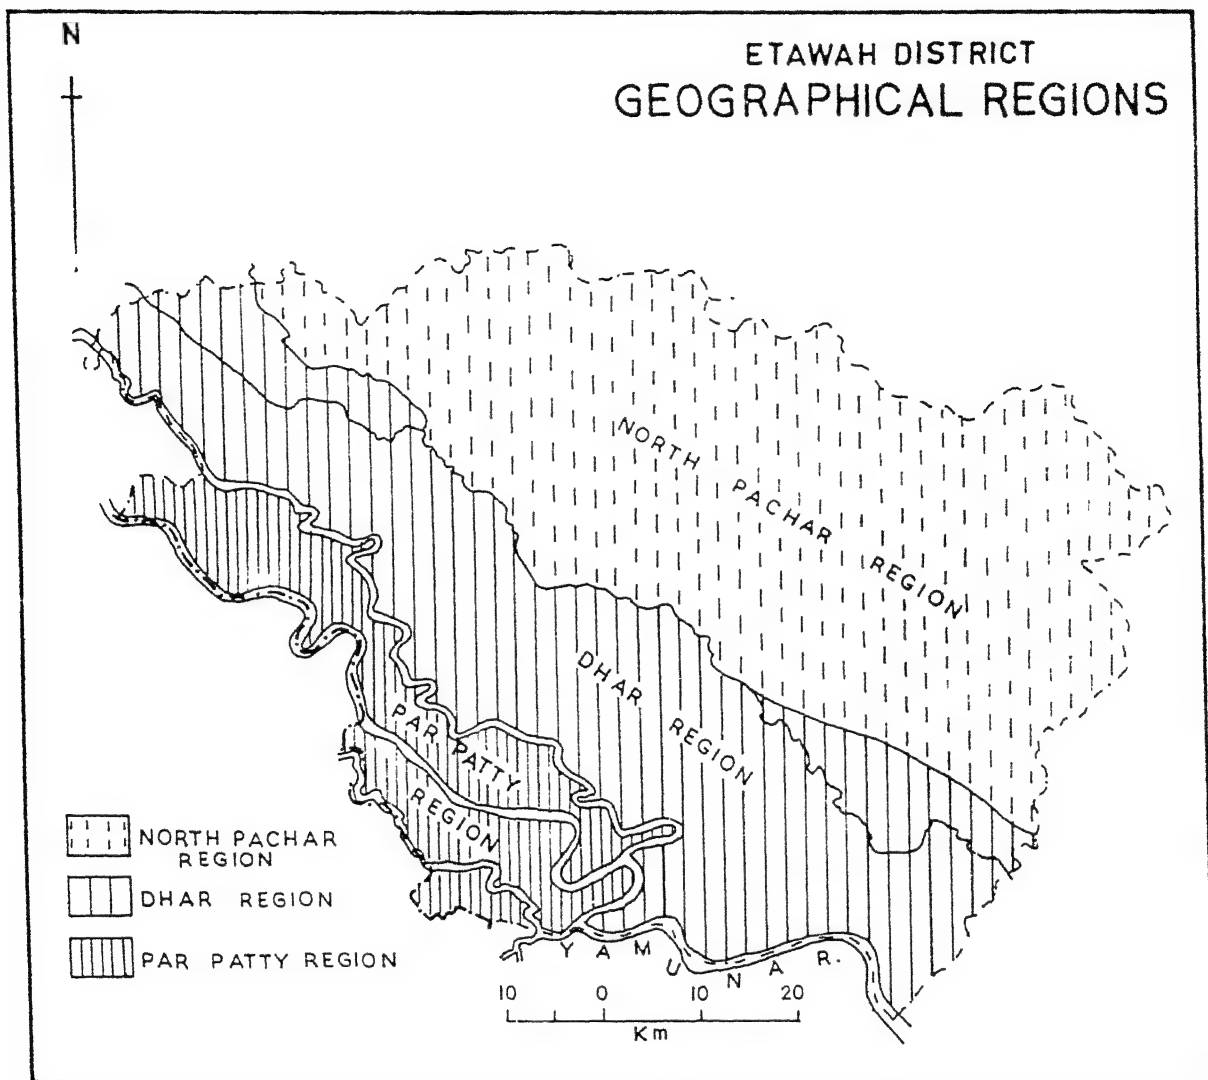 N
ETAWAH DISTRICT
GEOGRAPHICAL REGIONS
NORTH PACHAR REGION
DHAR REGION
PAR PATTY
REGION
NORTH PACHAR
REGION
DHAR REGION
PAR PATTY REGION
YAMUNA R.
10 0 10 20
Km